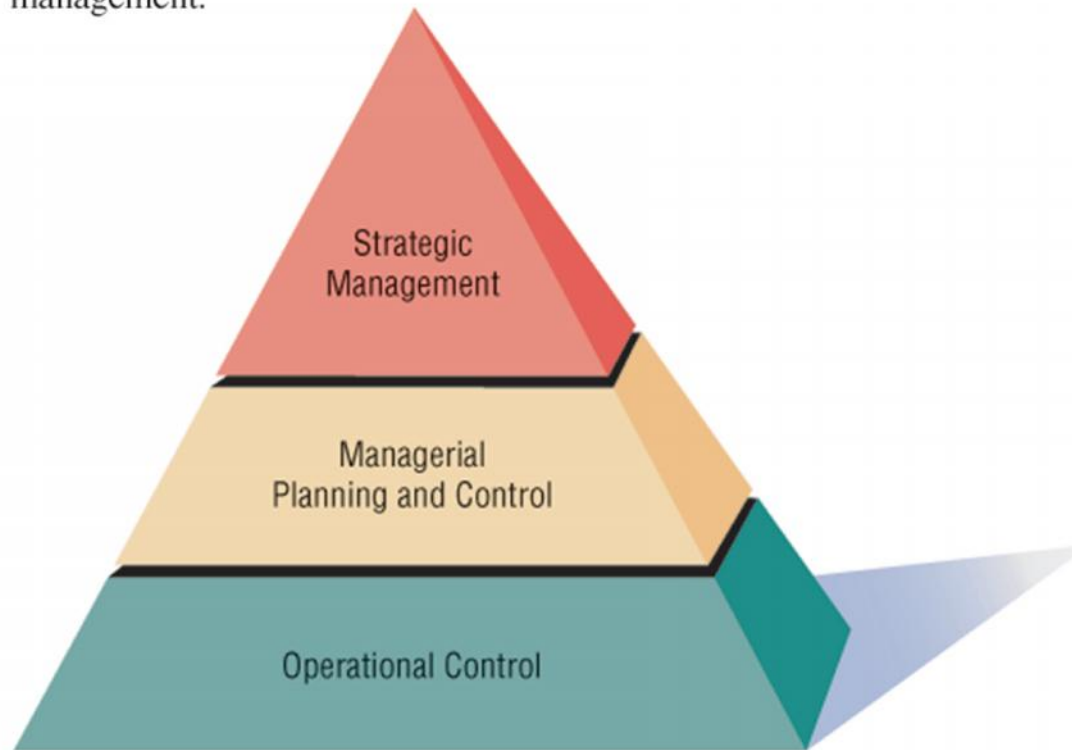 management.
Strategic
Management
Managerial
Planning and Control
Operational Control